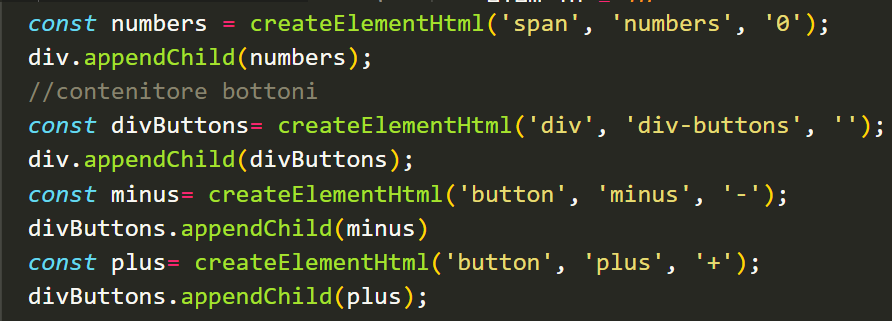 const numbers = createElementHtml('span', 'numbers', '0');
div.appendChild(numbers);
//contenitore bottoni
const divButtons= createElementHtml('div', 'div-buttons', '');
div.appendChild(divButtons);
const minus= createElementHtml('button', 'minus', '-');
divButtons.appendChild(minus)
const plus= createElementHtml('button', 'plus', '+');
divButtons.appendChild(plus);